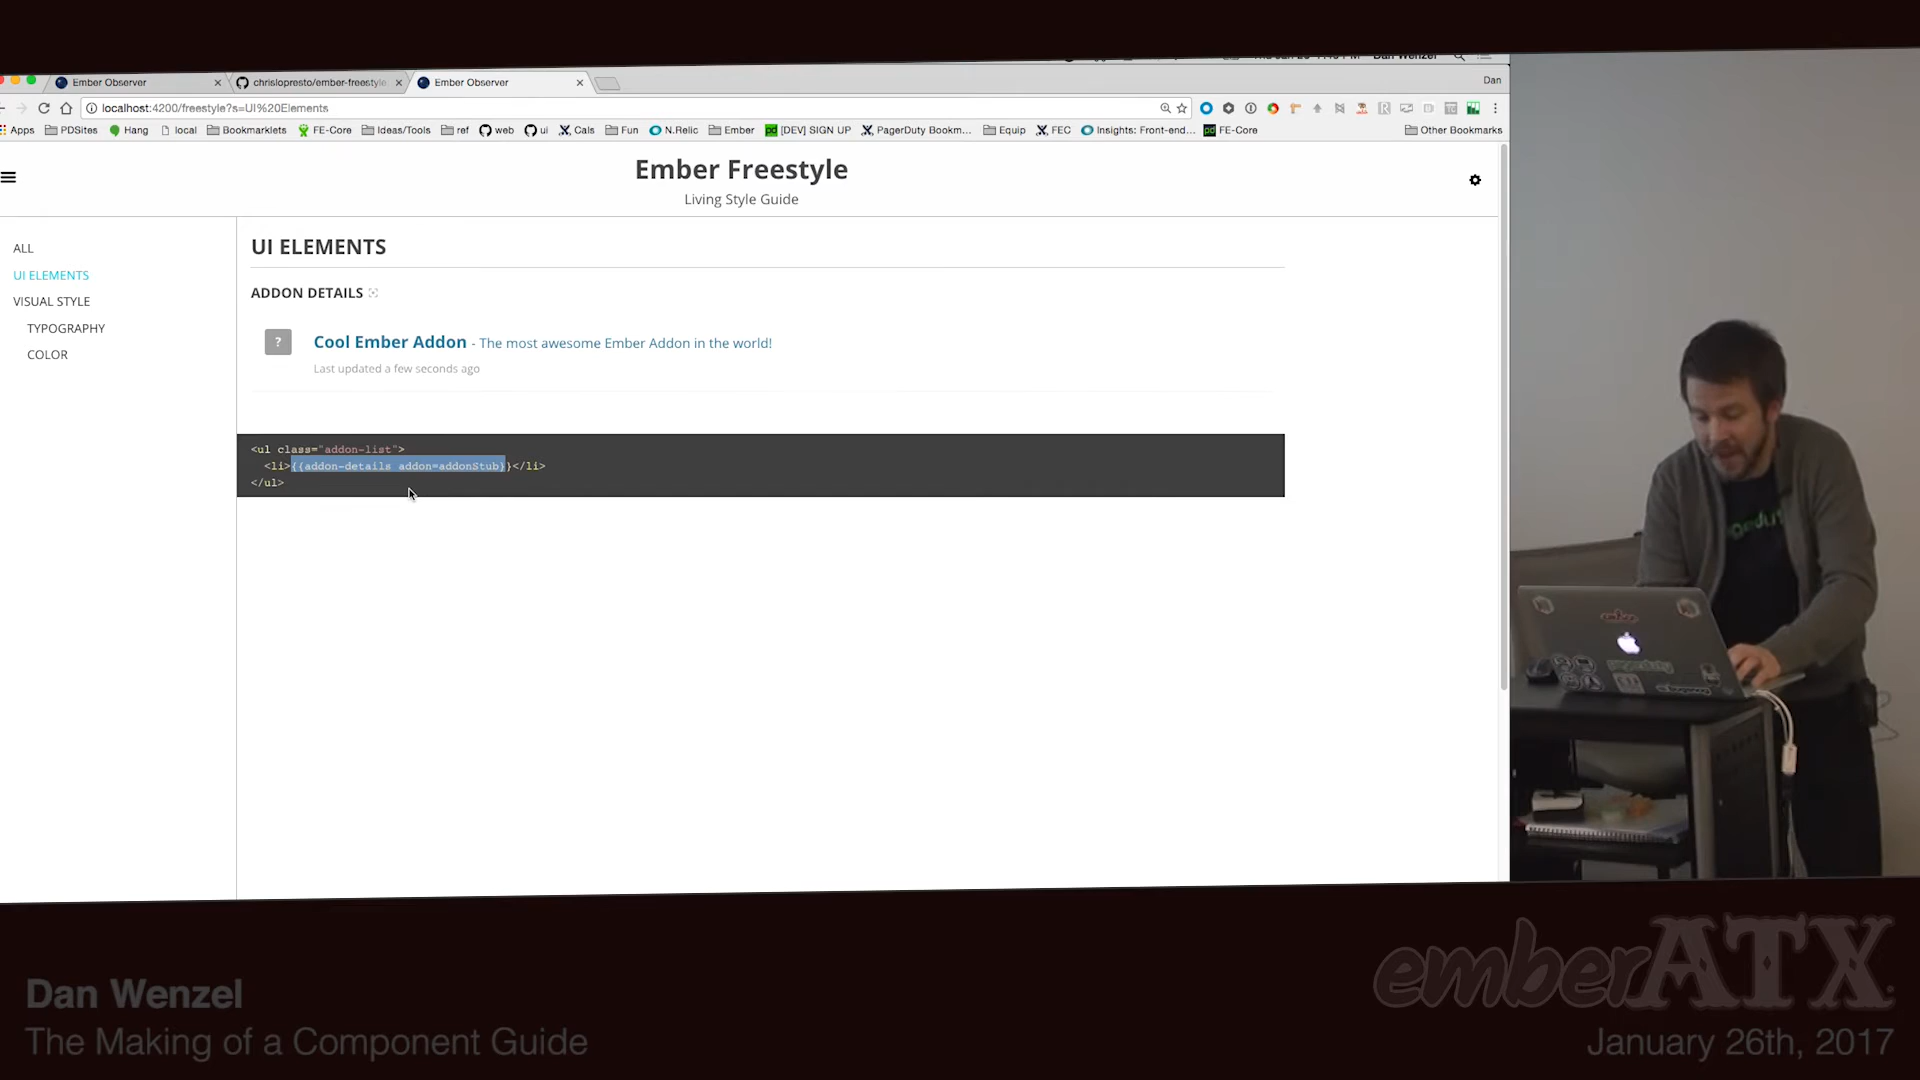 Dan Wenzel
Ember Observer
chrislopresto/ember-freestyle
Ember Observer
Dan
localhost:4200/freestyle?s=UI%20Elements
Apps PDSites Hang local Bookmarklets FE-Core Ideas/Tools ref web ui Cals Fun N.Relic Ember [DEV] SIGN UP PagerDuty Bookm... Equip FEC Insights: Front-end... FE-Core Other Bookmarks
Ember Freestyle
Living Style Guide
ALL
UI ELEMENTS
VISUAL STYLE
TYPOGRAPHY
COLOR
UI ELEMENTS
ADDON DETAILS
?
Cool Ember Addon - The most awesome Ember Addon in the world!
Last updated a few seconds ago
<ul class="addon-list">
<li>{{addon-details addon=addonStub}}</li>
</ul>
Dan Wenzel
The Making of a Component Guide
emberATX
January 26th, 2017